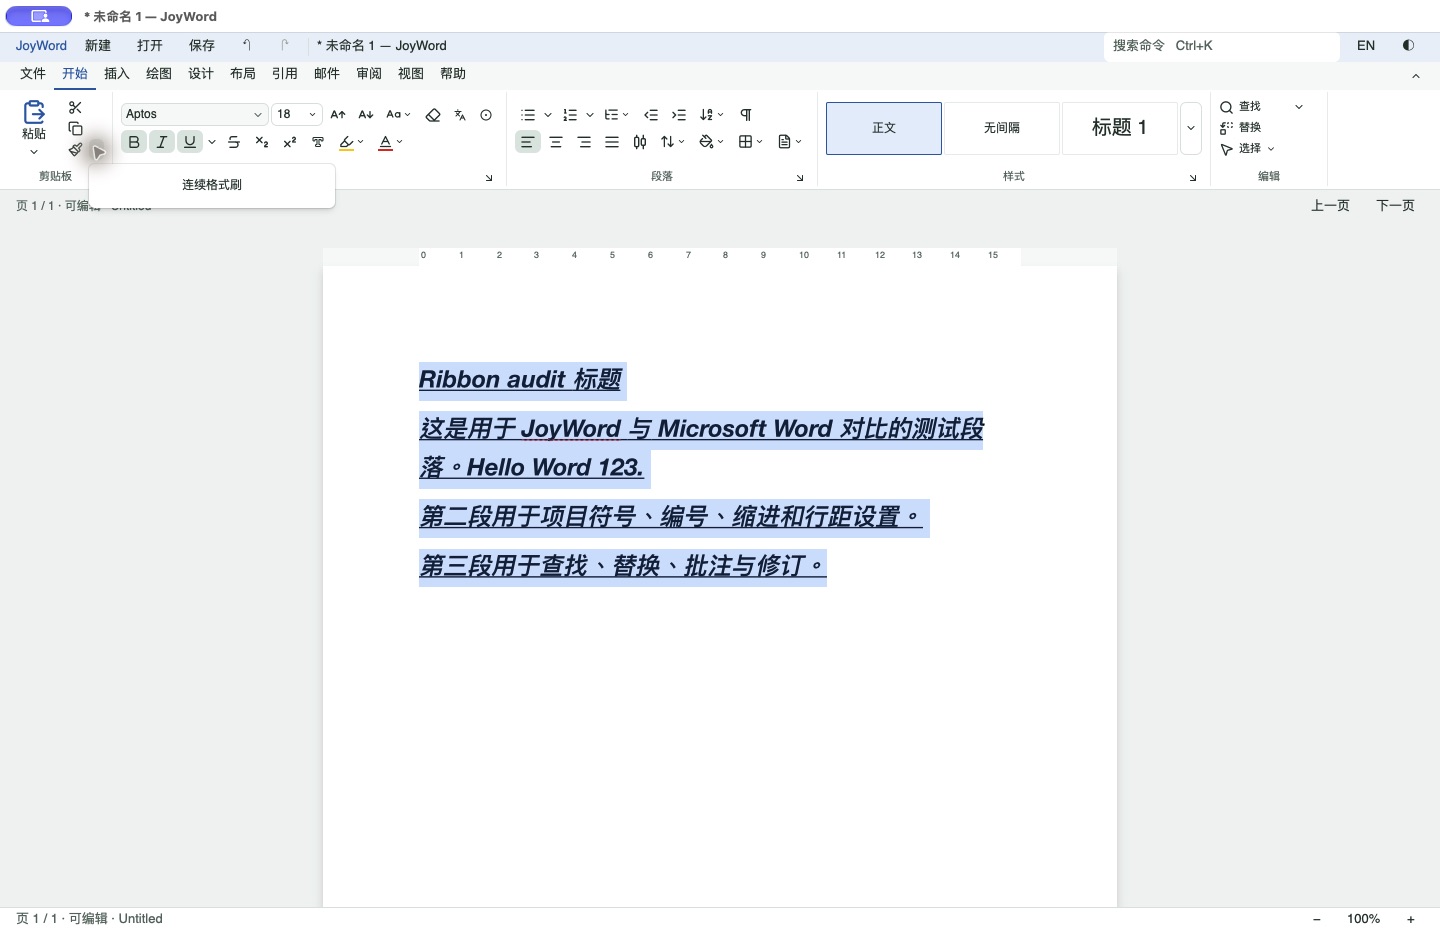 * 未命名 1 — JoyWord
JoyWord 新建 打开 保存 * 未命名 1 — JoyWord 搜索命令 Ctrl+K EN
文件 开始 插入 绘图 设计 布局 引用 邮件 审阅 视图 帮助
粘贴
剪贴板
Aptos 18
段落
正文 无间隔 标题 1
样式
查找
替换
选择
编辑
连续格式刷
页 1 / 1 · 可编辑 · Untitled 上一页 下一页
0 1 2 3 4 5 6 7 8 9 10 11 12 13 14 15
Ribbon audit 标题
这是用于 JoyWord 与 Microsoft Word 对比的测试段
落。Hello Word 123.
第二段用于项目符号、编号、缩进和行距设置。
第三段用于查找、替换、批注与修订。
页 1 / 1 · 可编辑 · Untitled − 100% +